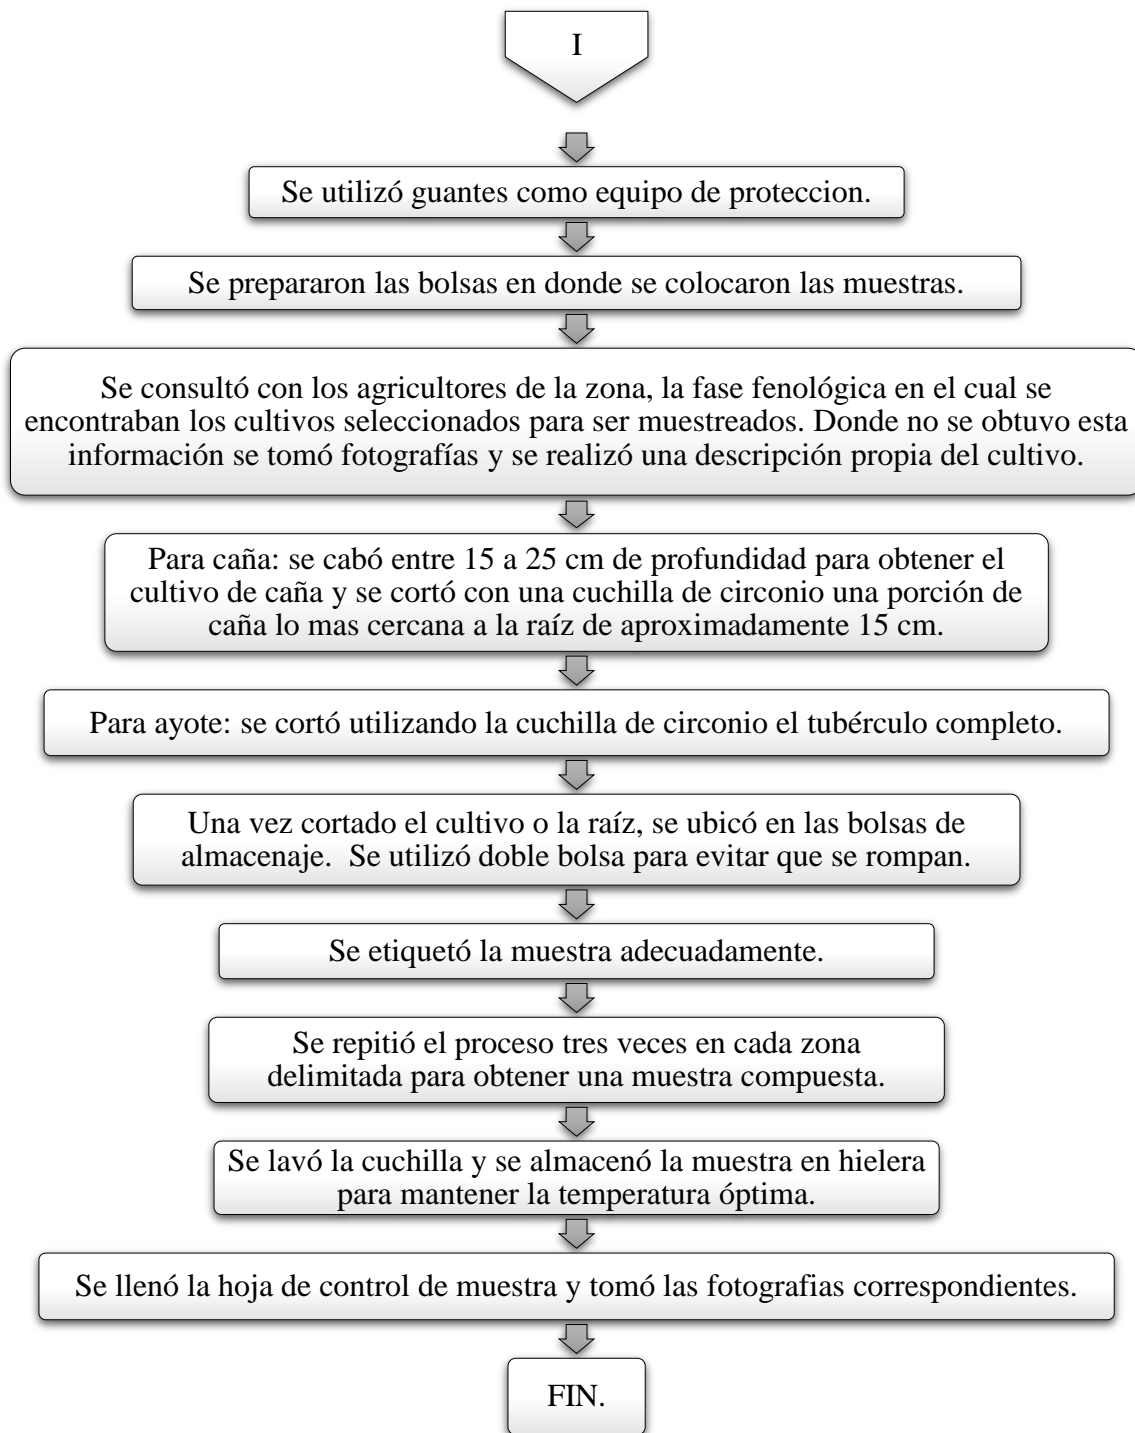 I
Se utilizó guantes como equipo de proteccion.
Se prepararon las bolsas en donde se colocaron las muestras.
Se consultó con los agricultores de la zona, la fase fenológica en el cual se
encontraban los cultivos seleccionados para ser muestreados. Donde no se obtuvo esta
información se tomó fotografías y se realizó una descripción propia del cultivo.
Para caña: se cabó entre 15 a 25 cm de profundidad para obtener el
cultivo de caña y se cortó con una cuchilla de circonio una porción de
caña lo mas cercana a la raíz de aproximadamente 15 cm.
Para ayote: se cortó utilizando la cuchilla de circonio el tubérculo completo.
Una vez cortado el cultivo o la raíz, se ubicó en las bolsas de
almacenaje.  Se utilizó doble bolsa para evitar que se rompan.
Se etiquetó la muestra adecuadamente.
Se repitió el proceso tres veces en cada zona
delimitada para obtener una muestra compuesta.
Se lavó la cuchilla y se almacenó la muestra en hielera
para mantener la temperatura óptima.
Se llenó la hoja de control de muestra y tomó las fotografias correspondientes.
FIN.